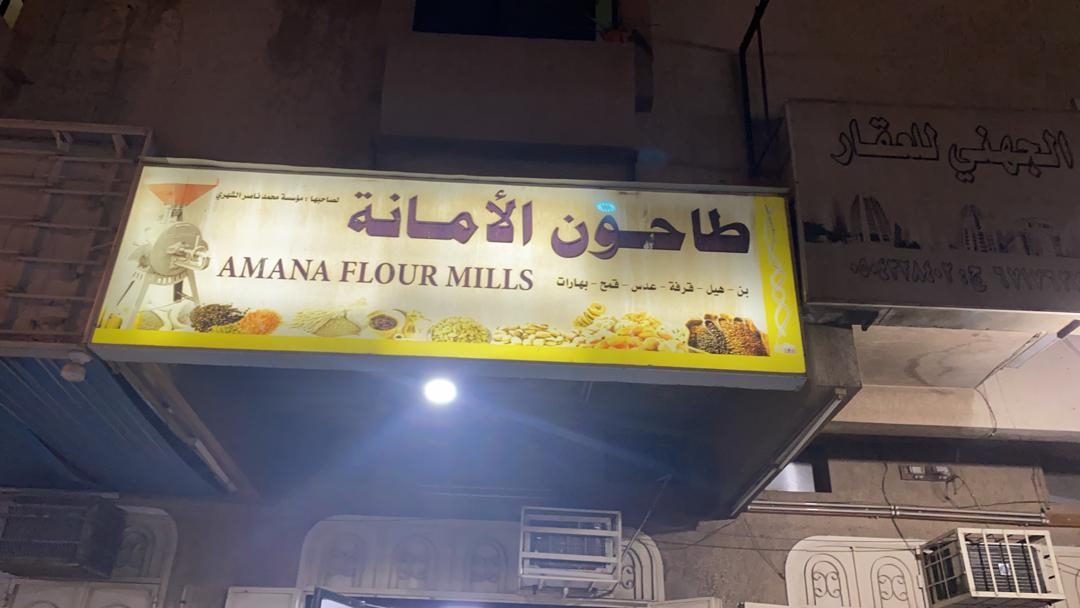 لصاحبها : مؤسسة محمد ناصر الشهري
طاحون الأمانة
AMANA FLOUR MILLS
بن - هيل - قرفة - عدس - قمح - بهارات
الجهني للعقار